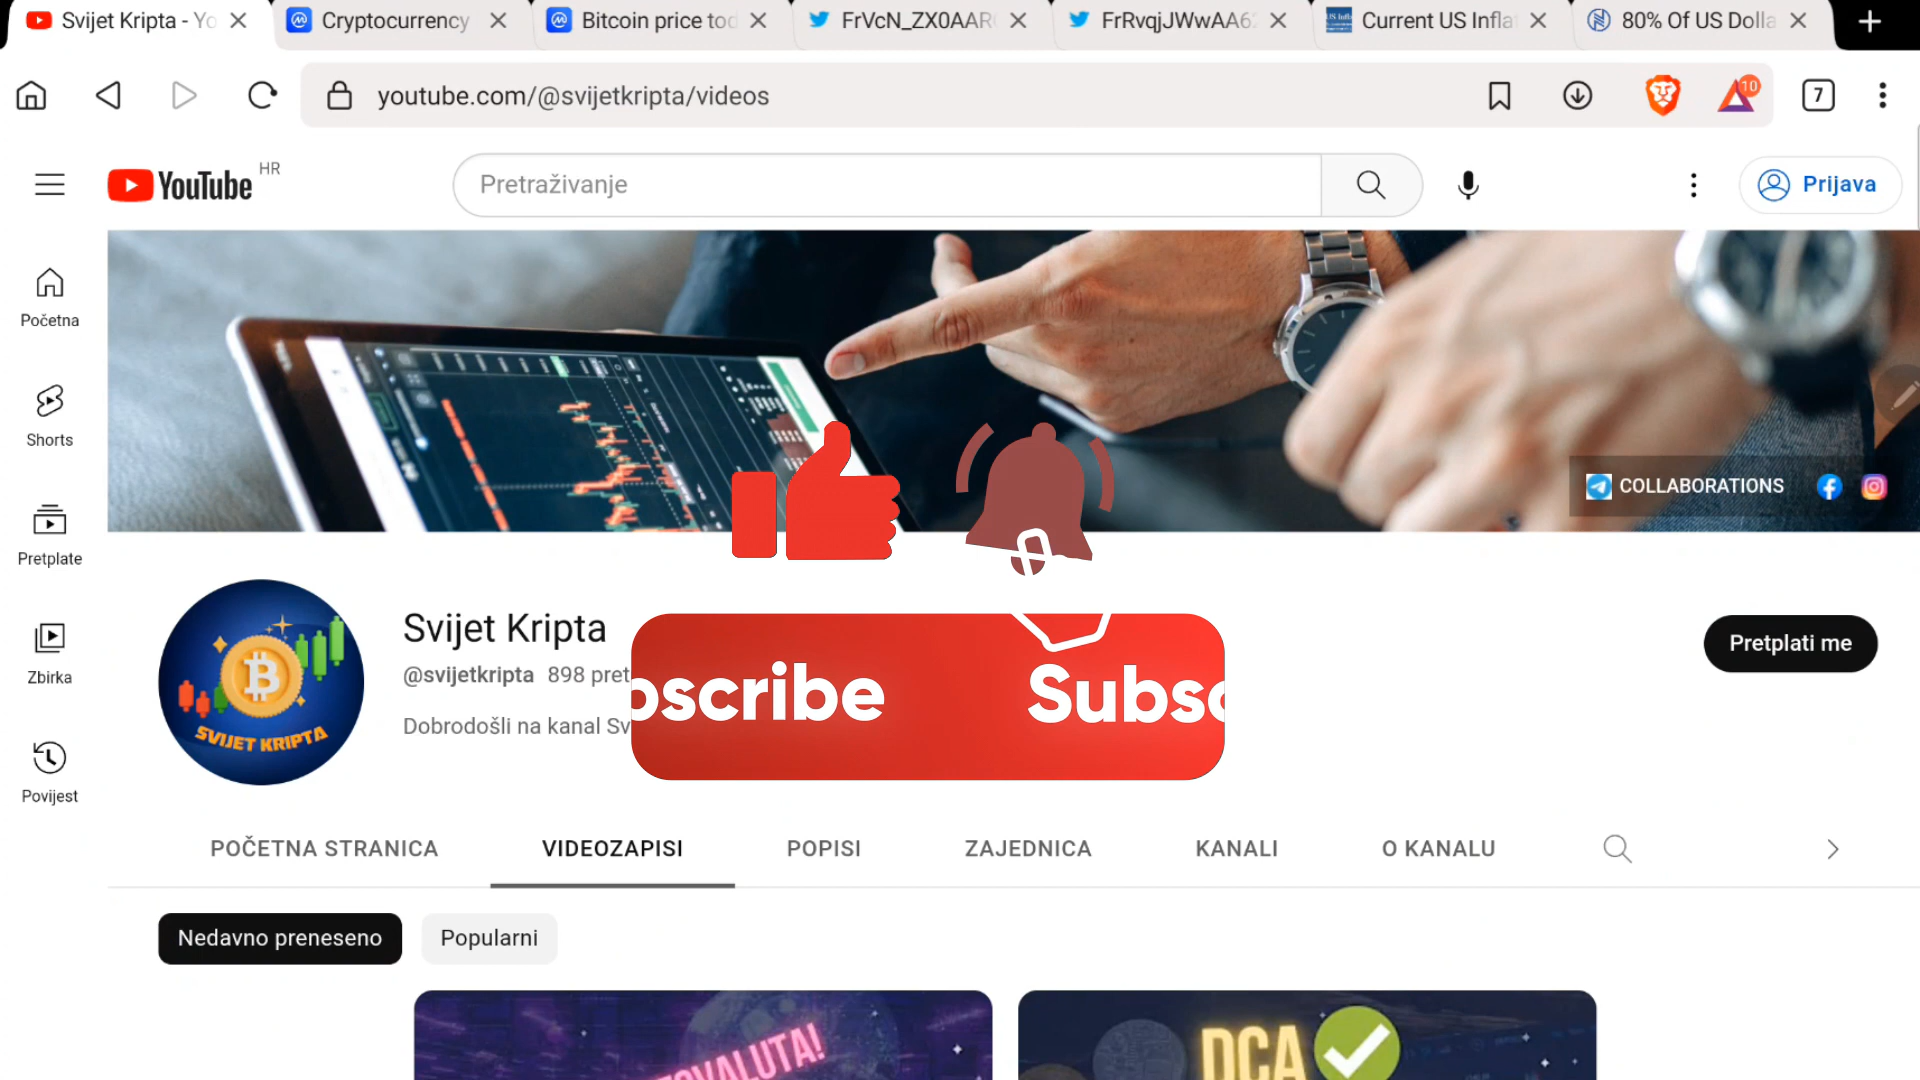 Svijet Kripta - Yo
Cryptocurrency
Bitcoin price tod
FrVcN_ZX0AAR
FrRvqjJWwAA6
Current US Infla
80% Of US Dolla
youtube.com/@svijetkripta/videos
10
7
YouTube HR
Pretraživanje
Prijava
Početna
Shorts
Pretplate
Zbirka
Povijest
COLLABORATIONS
SVIJET KRIPTA
Svijet Kripta
@svijetkripta 898 pret
Dobrodošli na kanal Sv
bscribe
Subsc
Pretplati me
POČETNA STRANICA
VIDEOZAPISI
POPISI
ZAJEDNICA
KANALI
O KANALU
Nedavno preneseno
Popularni
OVALUTA!
DCA